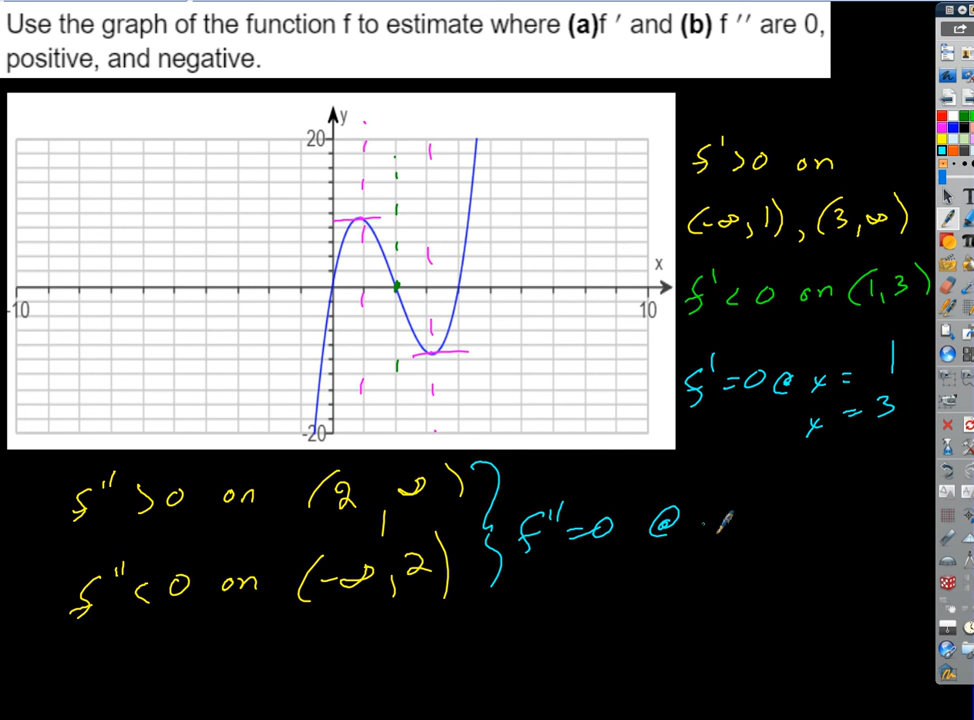 Use the graph of the function f to estimate where (a)f ′ and (b) f ′′ are 0,
positive, and negative.
y
20
x
-10
10
-20
f' > 0 on
(-∞, 1), (3, ∞)
f' < 0 on (1, 3)
f' = 0 @ x = 1
x = 3
f'' > 0 on (2, ∞)
f'' < 0 on (-∞, 2)
f'' = 0 @